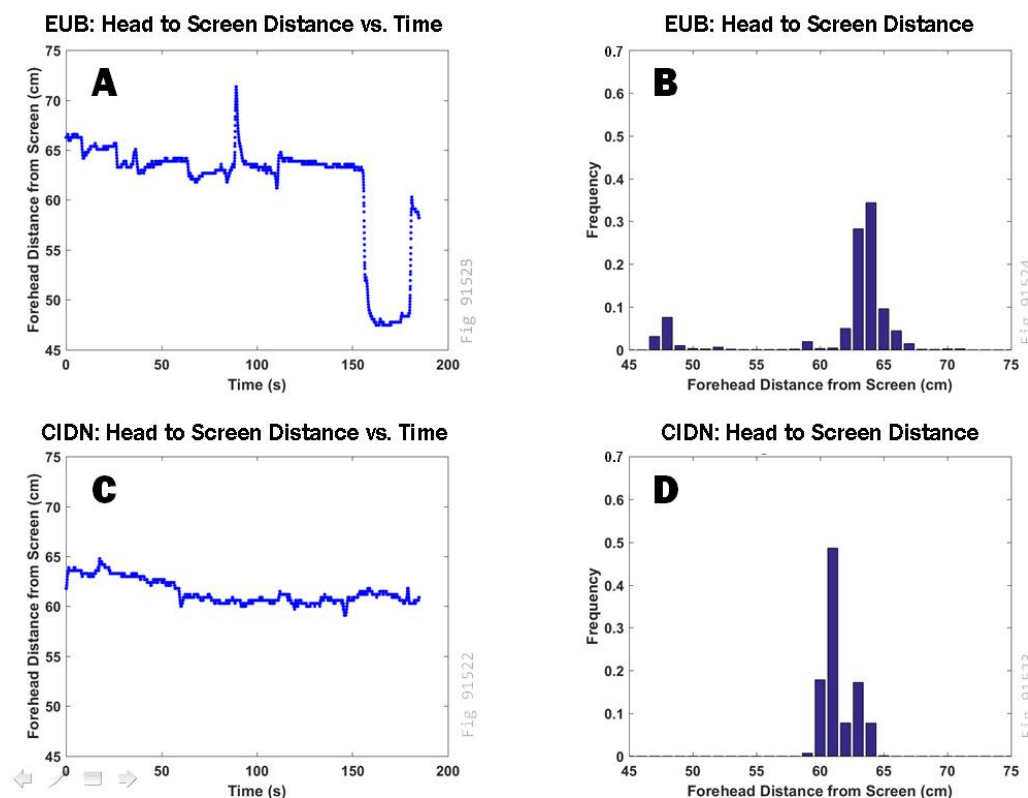 EUB: Head to Screen Distance vs. Time
75
70
65
60
55
50
45
0
50
100
150
200
Forehead Distance from Screen (cm)
Time (s)
A
Fig 91525
EUB: Head to Screen Distance
0.7
0.6
0.5
0.4
0.3
0.2
0.1
0
45
50
55
60
65
70
75
Frequency
Forehead Distance from Screen (cm)
B
Fig 91524
CIDN: Head to Screen Distance vs. Time
75
70
65
60
55
50
45
0
50
100
150
200
Forehead Distance from Screen (cm)
Time (s)
C
Fig 91522
CIDN: Head to Screen Distance
0.7
0.6
0.5
0.4
0.3
0.2
0.1
0
45
50
55
60
65
70
75
Frequency
Forehead Distance from Screen (cm)
D
Fig 91523